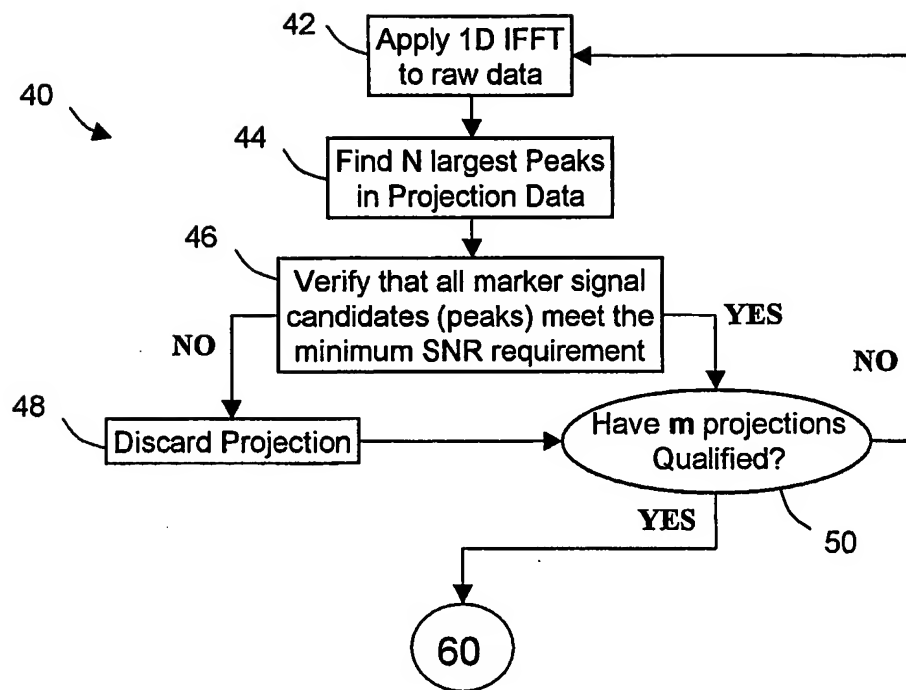 42
Apply 1D IFFT
to raw data
40
44
Find N largest Peaks
in Projection Data
46
Verify that all marker signal
candidates (peaks) meet the
minimum SNR requirement
YES
NO
NO
48
Discard Projection
Have m projections
Qualified?
YES
50
60